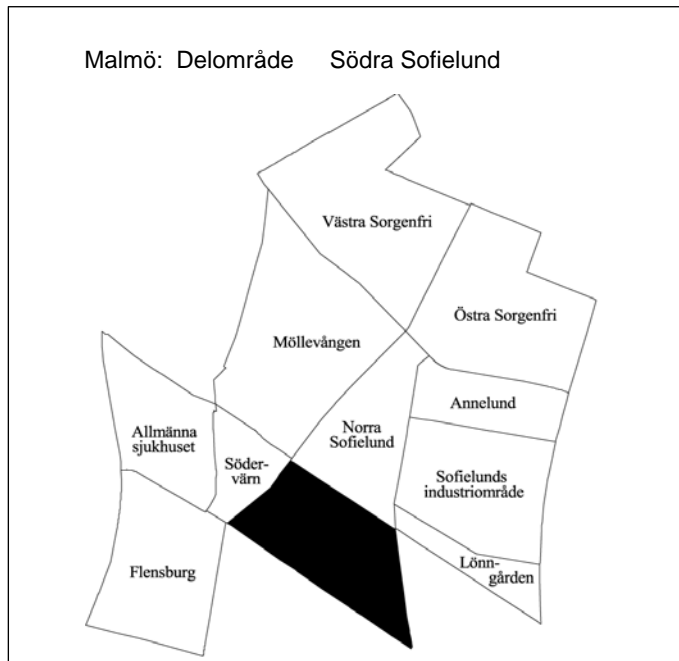 Malmö: Delområde Södra Sofielund
Västra Sorgenfri
Östra Sorgenfri
Möllevången
Annelund
Norra
Sofielund
Allmänna
sjukhuset
Söder-
värn
Sofielunds
industriområde
Lönn-
gården
Flensburg